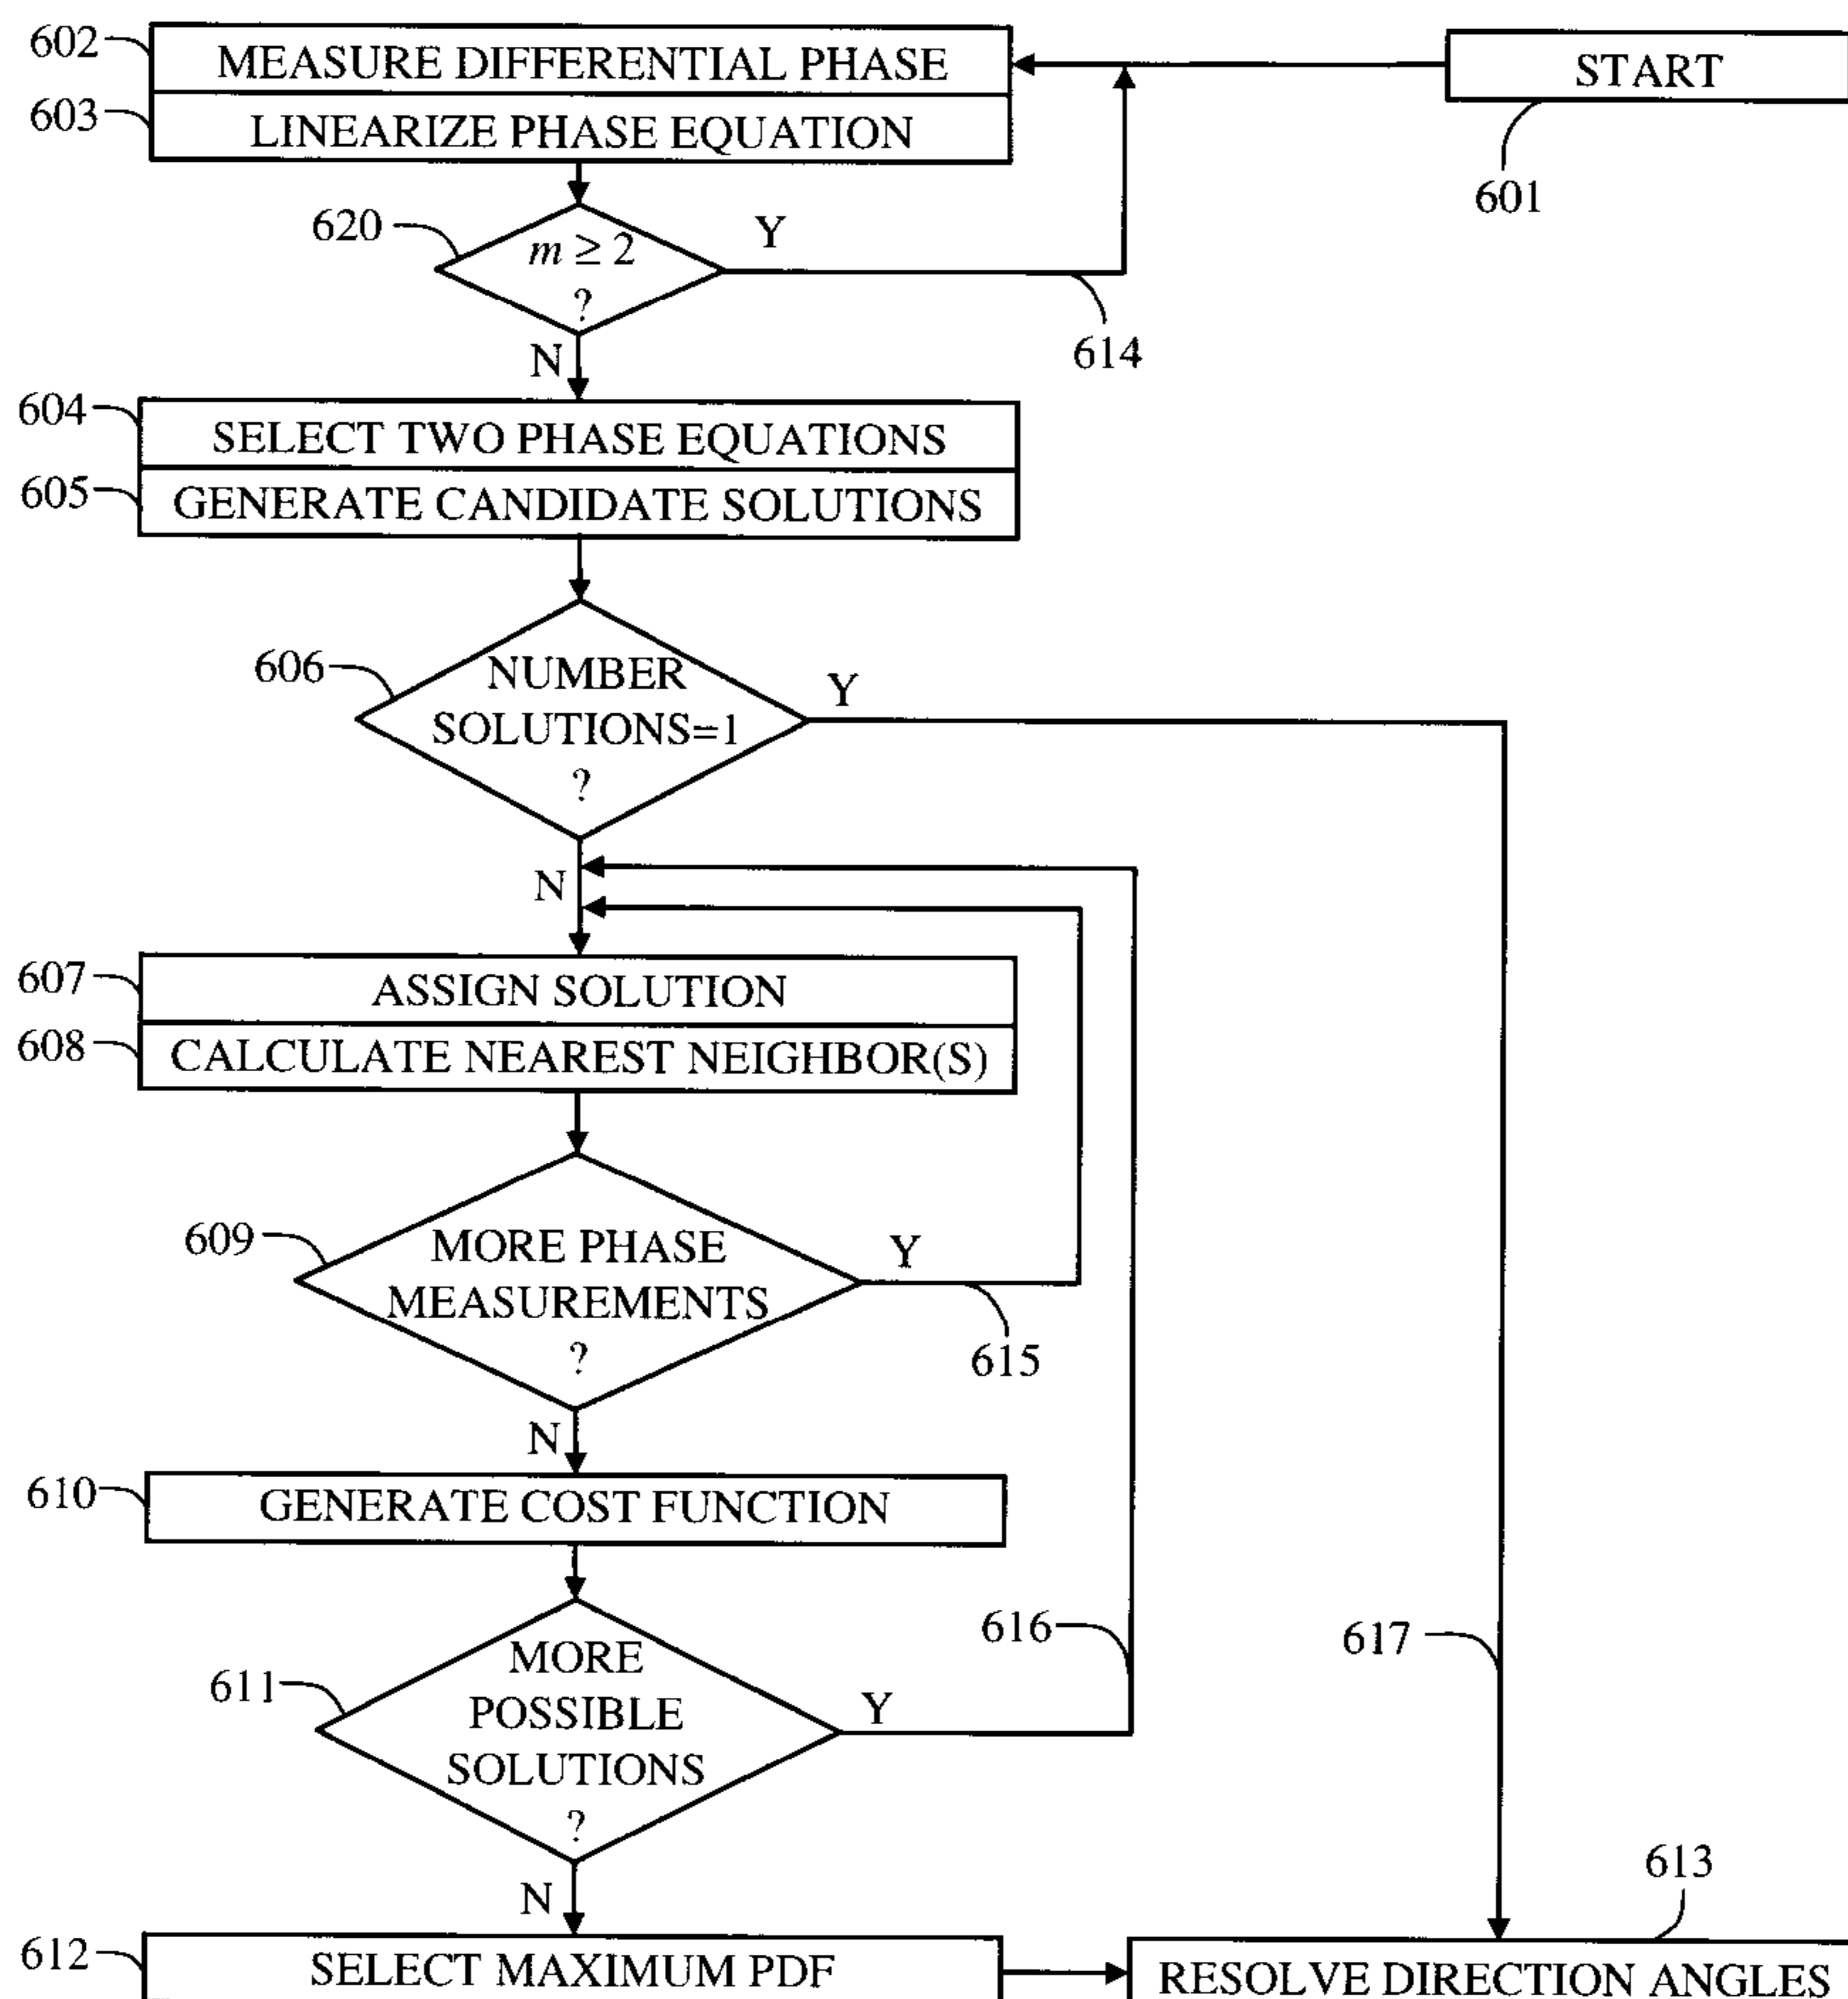 602
MEASURE DIFFERENTIAL PHASE
START
603
LINEARIZE PHASE EQUATION
601
620
m ≥ 2
?
Y
614
N
604
SELECT TWO PHASE EQUATIONS
605
GENERATE CANDIDATE SOLUTIONS
606
NUMBER
SOLUTIONS=1
?
Y
N
607
ASSIGN SOLUTION
608
CALCULATE NEAREST NEIGHBOR(S)
609
MORE PHASE
MEASUREMENTS
?
Y
615
N
610
GENERATE COST FUNCTION
611
MORE
POSSIBLE
SOLUTIONS
?
Y
616
617
N
613
612
SELECT MAXIMUM PDF
RESOLVE DIRECTION ANGLES